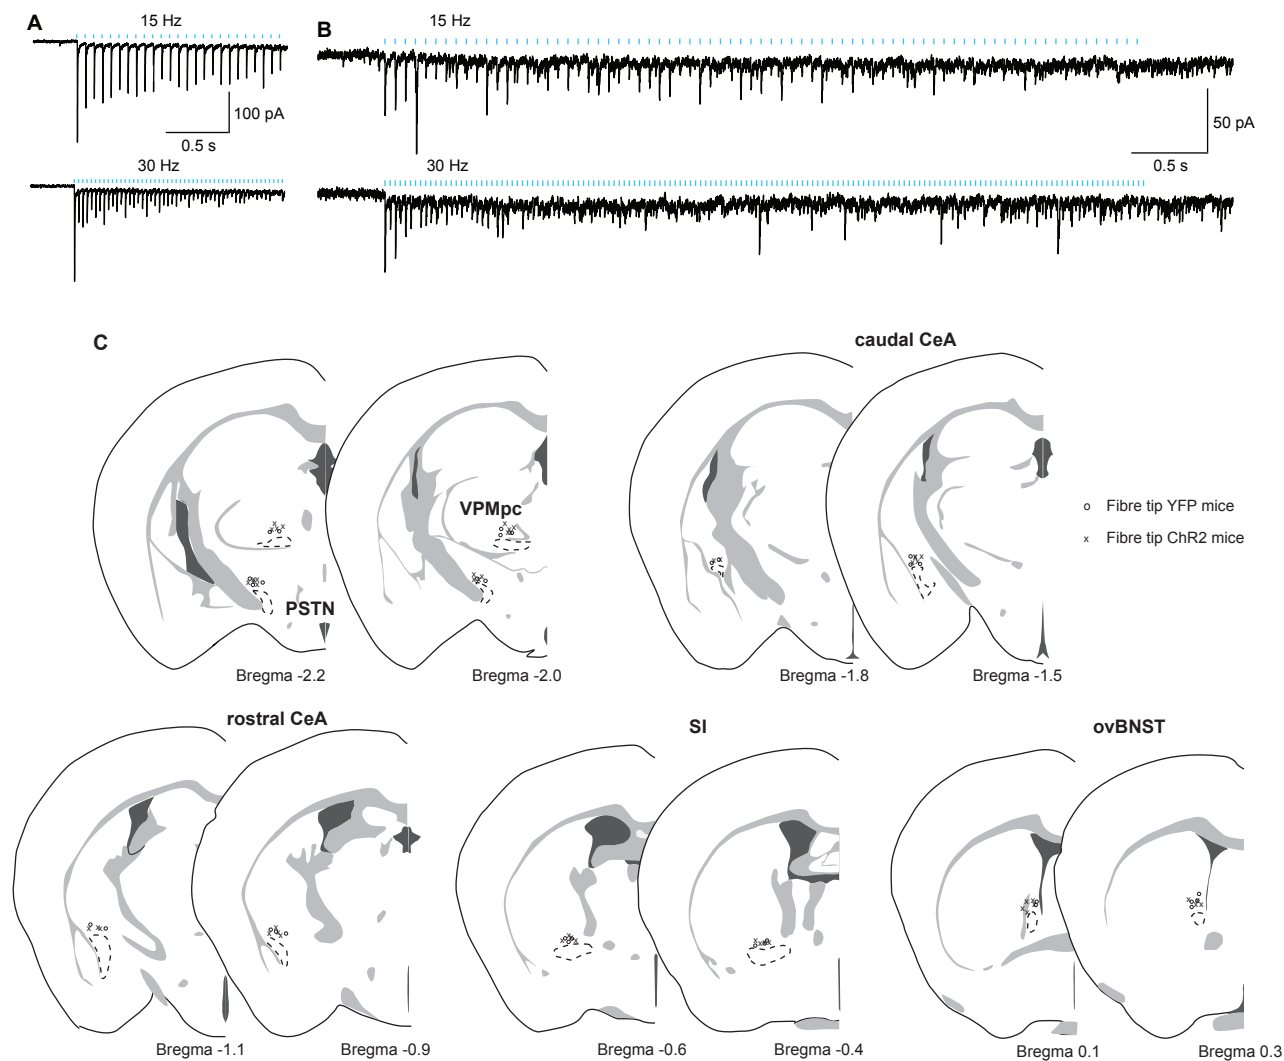 A
15 Hz
100 pA
0.5 s
30 Hz
B
15 Hz
50 pA
0.5 s
30 Hz
C
caudal CeA
VPMpc
PSTN
o Fibre tip YFP mice
x Fibre tip ChR2 mice
Bregma -2.2
Bregma -2.0
Bregma -1.8
Bregma -1.5
rostral CeA
SI
ovBNST
Bregma -1.1
Bregma -0.9
Bregma -0.6
Bregma -0.4
Bregma 0.1
Bregma 0.3